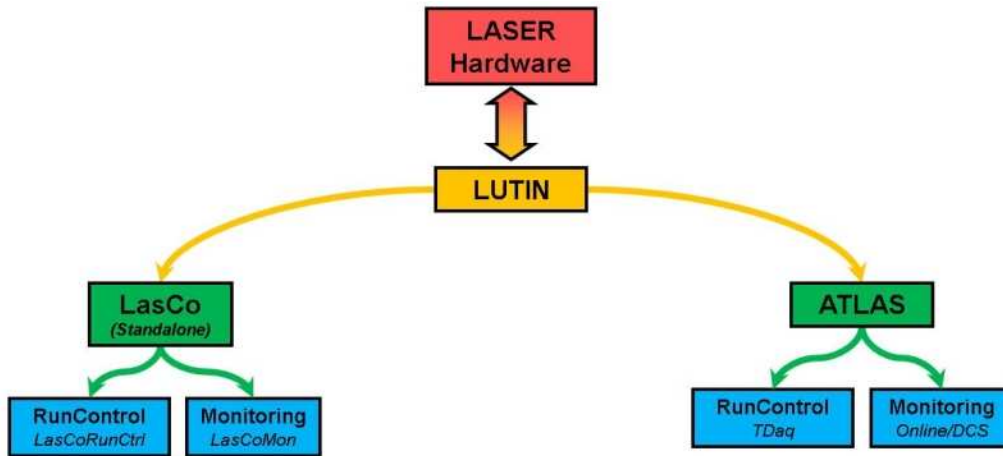 LASER
Hardware
LUTIN
LasCo
(Standalone)
ATLAS
RunControl
LasCoRunCtrl
Monitoring
LasCoMon
RunControl
TDaq
Monitoring
Online/DCS